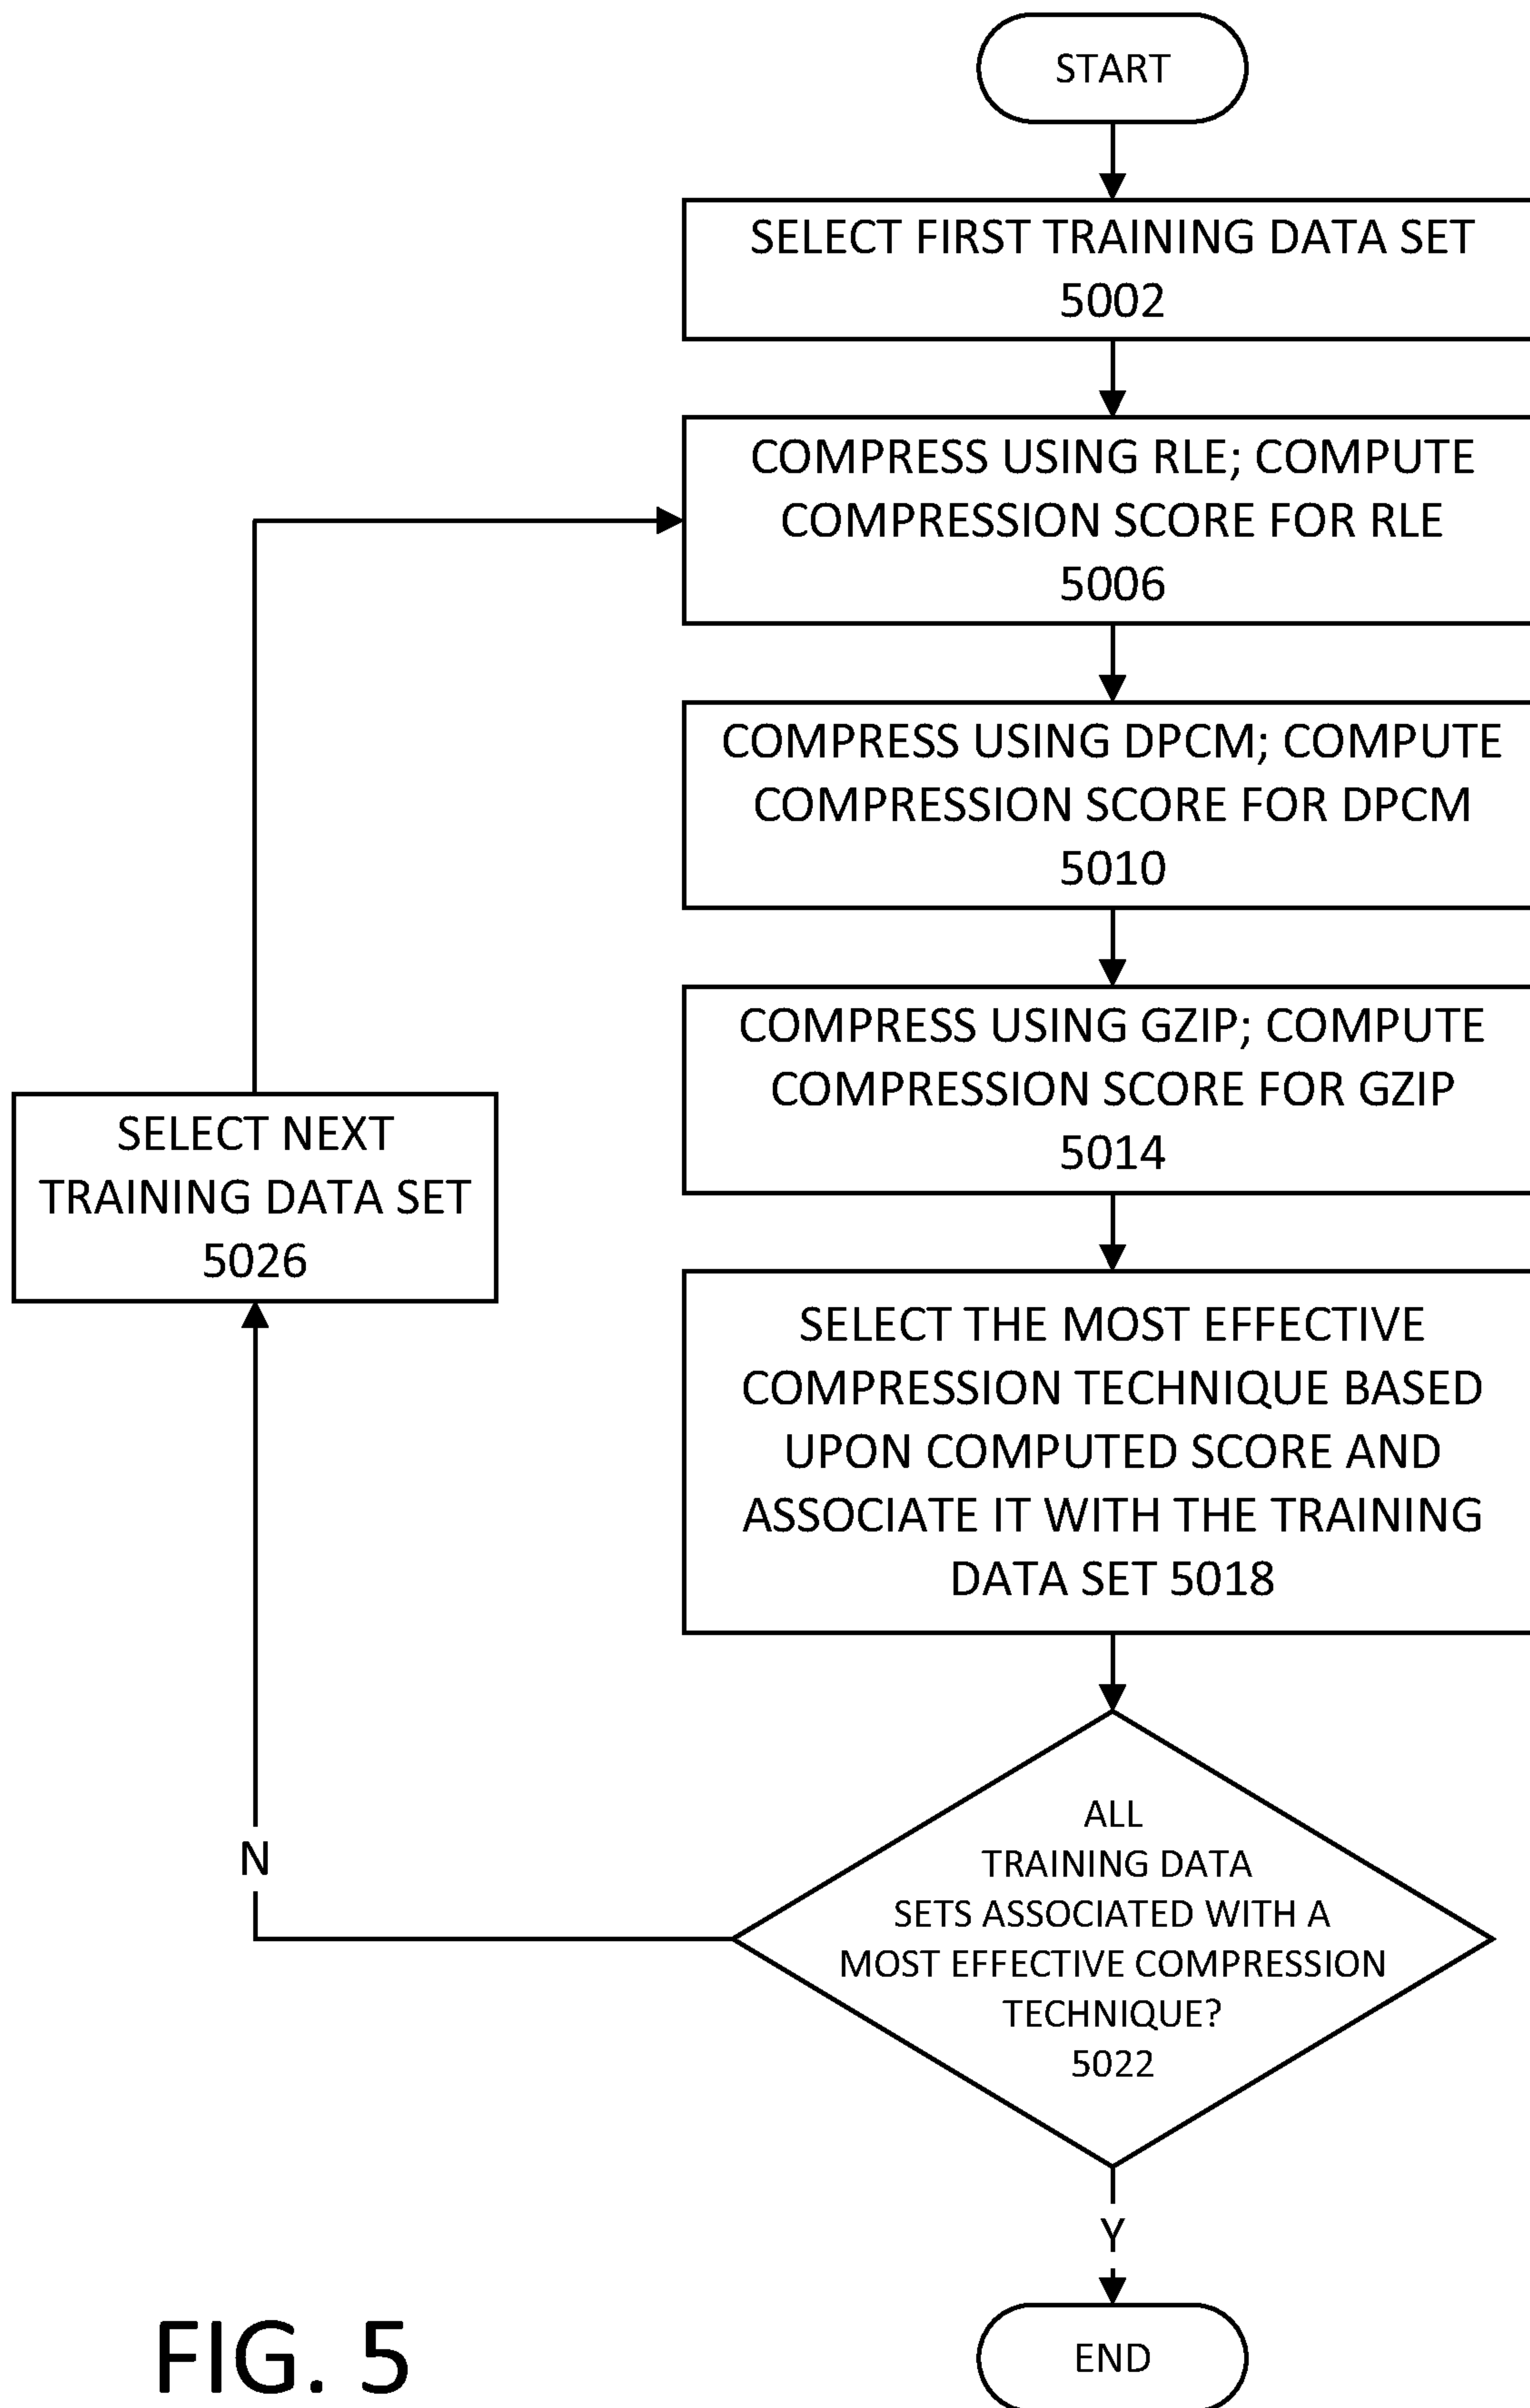 START
SELECT FIRST TRAINING DATA SET
5002
COMPRESS USING RLE; COMPUTE
COMPRESSION SCORE FOR RLE
5006
COMPRESS USING DPCM; COMPUTE
COMPRESSION SCORE FOR DPCM
5010
COMPRESS USING GZIP; COMPUTE
COMPRESSION SCORE FOR GZIP
5014
SELECT NEXT
TRAINING DATA SET
5026
SELECT THE MOST EFFECTIVE
COMPRESSION TECHNIQUE BASED
UPON COMPUTED SCORE AND
ASSOCIATE IT WITH THE TRAINING
DATA SET 5018
ALL
TRAINING DATA
SETS ASSOCIATED WITH A
MOST EFFECTIVE COMPRESSION
TECHNIQUE?
5022
N
Y
END
FIG. 5